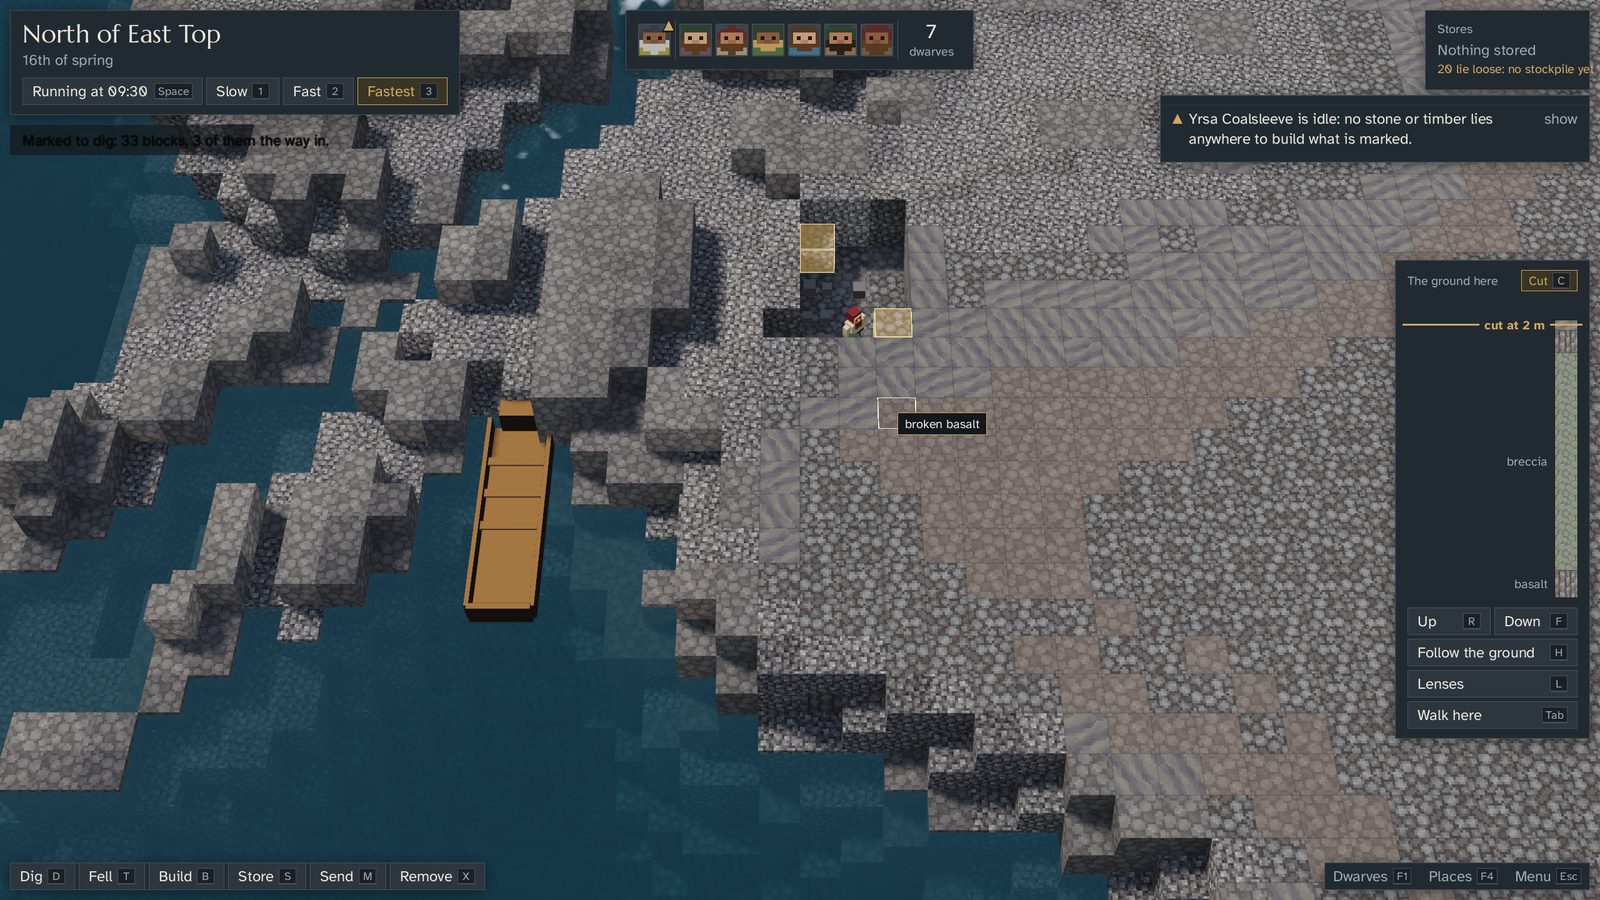 North of East Top
16th of spring
Running at 09:30 Space
Slow 1
Fast 2
Fastest 3
Marked to dig: 33 blocks, 3 of them the way in.
7
dwarves
Stores
Nothing stored
20 lie loose: no stockpile yet
Yrsa Coalsleeve is idle: no stone or timber lies
anywhere to build what is marked.
show
The ground here
Cut C
cut at 2 m
broken basalt
breccia
basalt
Up R
Down F
Follow the ground H
Lenses L
Walk here Tab
Dig D
Fell T
Build B
Store S
Send M
Remove X
Dwarves F1
Places F4
Menu Esc